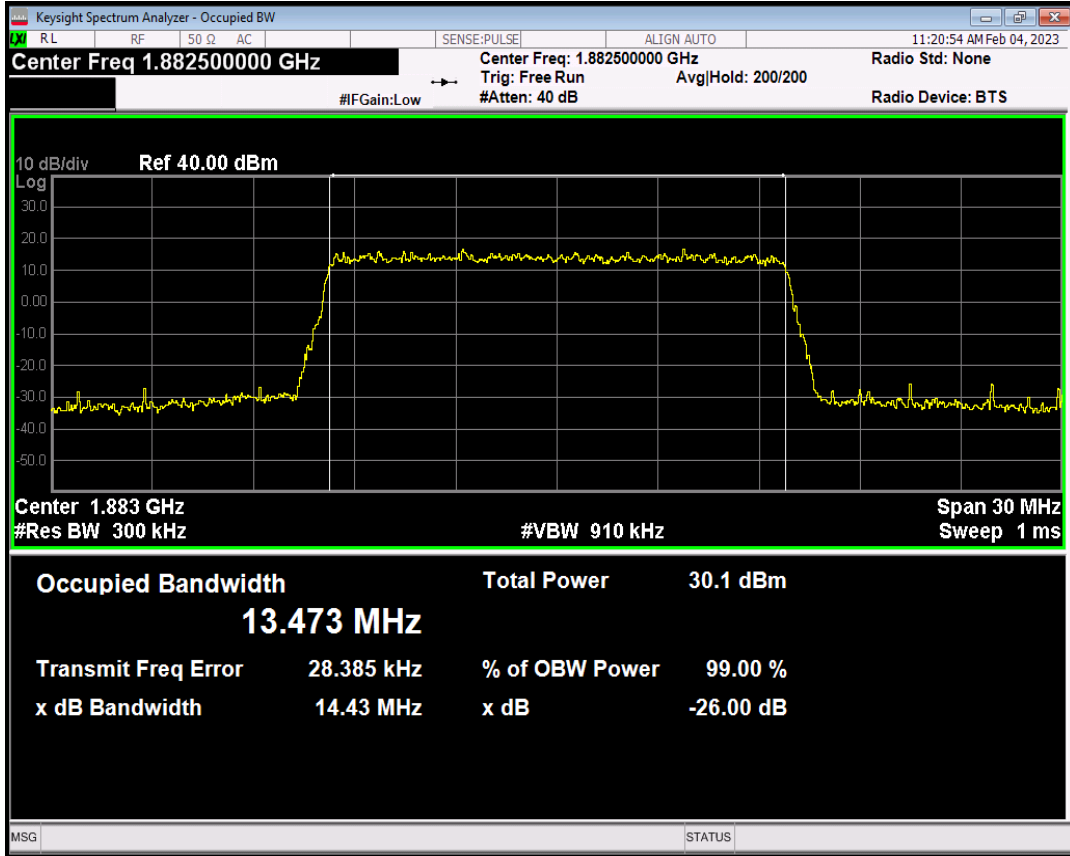 Keysight Spectrum Analyzer - Occupied BW
LXI RL RF 50 Ω AC SENSE:PULSE ALIGN AUTO 11:20:54 AM Feb 04, 2023
Center Freq 1.882500000 GHz
Center Freq: 1.882500000 GHz
Radio Std: None
Trig: Free Run Avg|Hold: 200/200
#IFGain:Low #Atten: 40 dB Radio Device: BTS
10 dB/div Ref 40.00 dBm
Log
30.0
20.0
10.0
0.00
-10.0
-20.0
-30.0
-40.0
-50.0
Center 1.883 GHz Span 30 MHz
#Res BW 300 kHz #VBW 910 kHz Sweep 1 ms
Occupied Bandwidth Total Power 30.1 dBm
13.473 MHz
Transmit Freq Error 28.385 kHz % of OBW Power 99.00 %
x dB Bandwidth 14.43 MHz x dB -26.00 dB
MSG STATUS